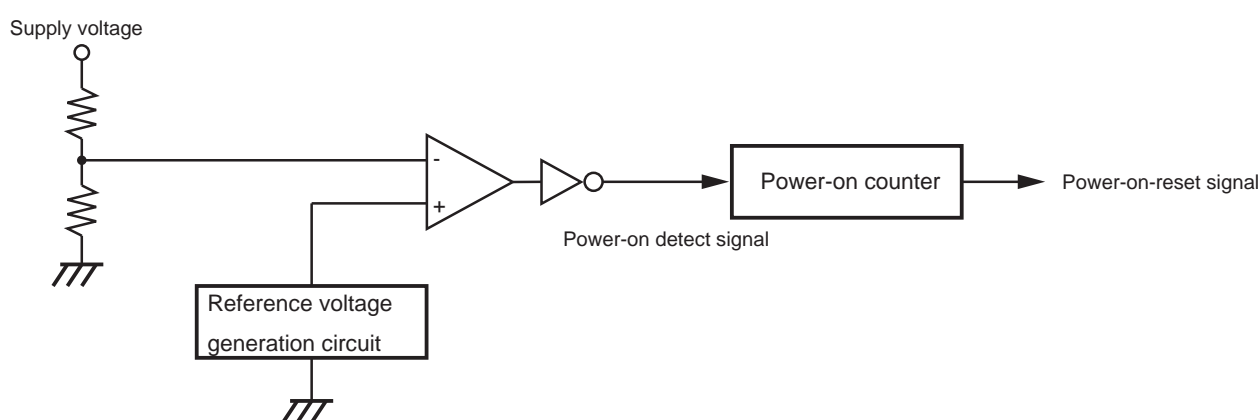 Supply voltage
-
+
Power-on counter
Power-on-reset signal
Power-on detect signal
Reference voltage
generation circuit